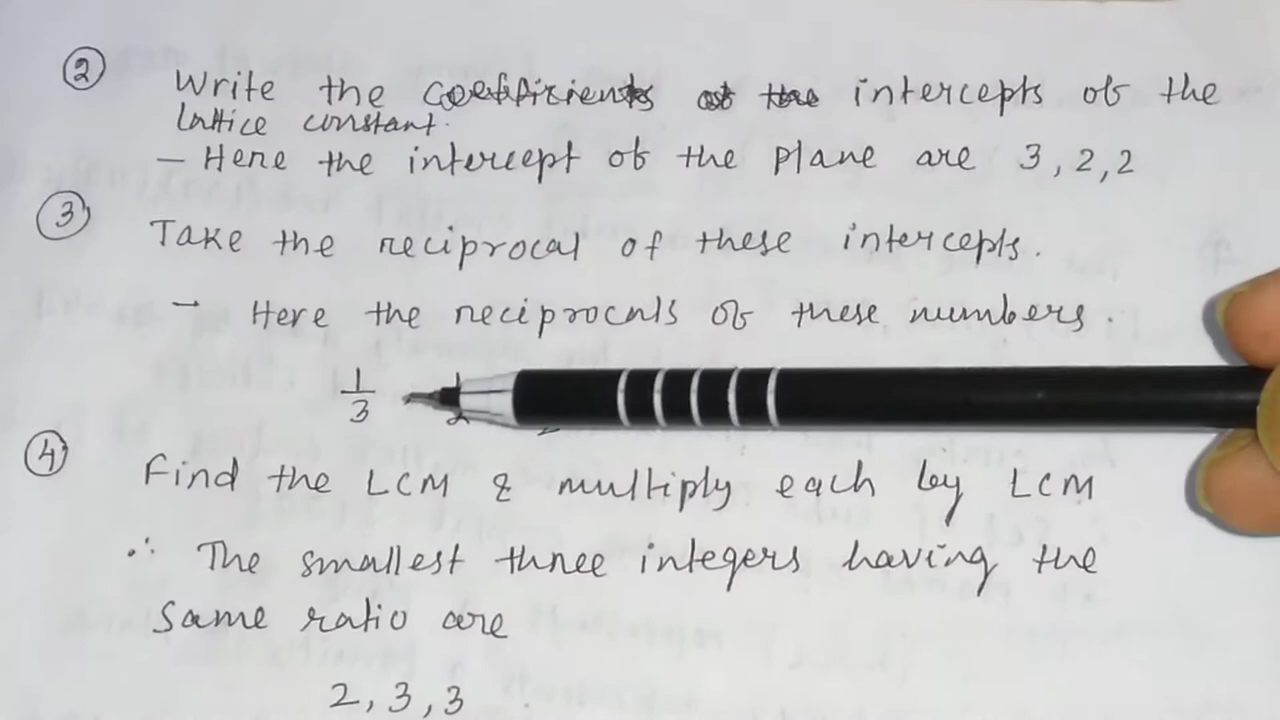 ② Write the coefficients of the intercepts of the
lattice constant.
— Here the intercept of the plane are 3, 2, 2
③ Take the reciprocal of these intercepts.
— Here the reciprocals of these numbers.
1/3 1/2
④ Find the LCM & multiply each by LCM
∴ The smallest three integers having the
same ratio are
2, 3, 3